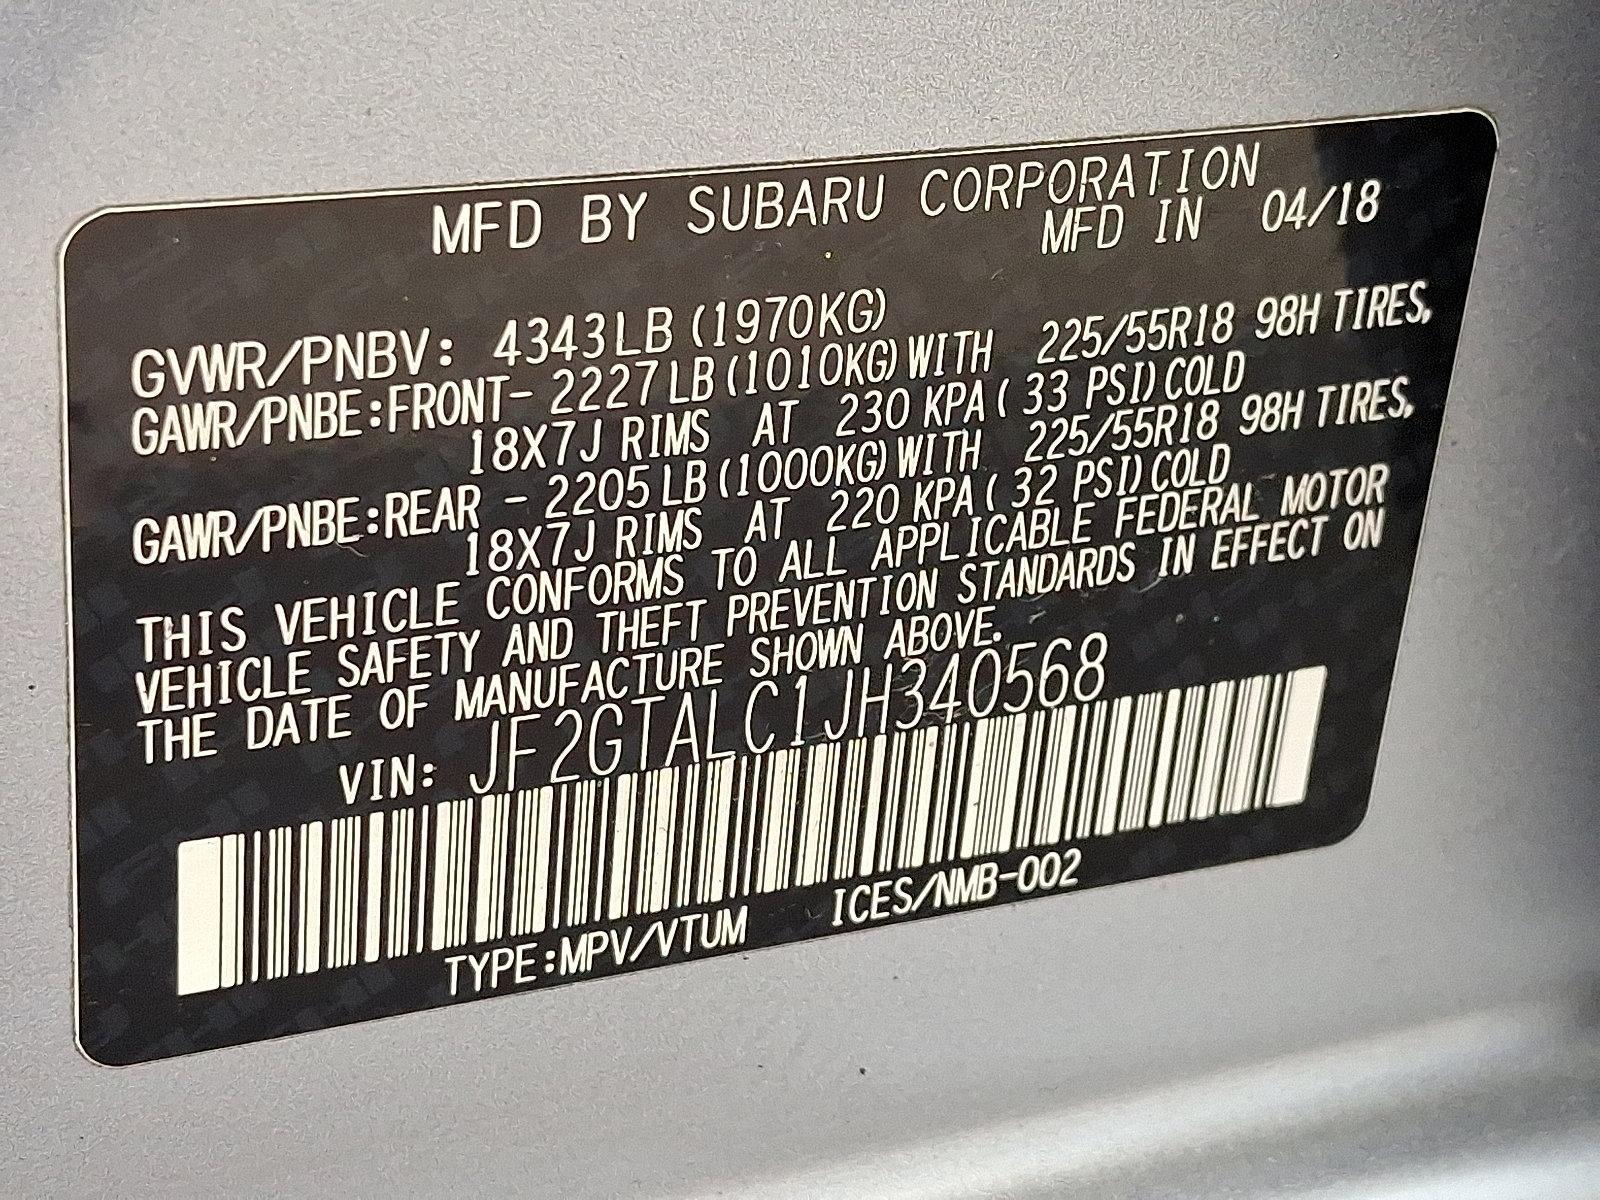 MFD BY SUBARU CORPORATION
MFD IN 04/18
GVWR/PNBV: 4343LB (1970KG)
GAWR/PNBE:FRONT- 2227LB (1010KG) WITH 225/55R18 98H TIRES,
18X7J RIMS AT 230 KPA ( 33 PSI) COLD
GAWR/PNBE:REAR - 2205LB (1000KG) WITH 225/55R18 98H TIRES,
18X7J RIMS AT 220 KPA ( 32 PSI) COLD
THIS VEHICLE CONFORMS TO ALL APPLICABLE FEDERAL MOTOR
VEHICLE SAFETY AND THEFT PREVENTION STANDARDS IN EFFECT ON
THE DATE OF MANUFACTURE SHOWN ABOVE.
VIN: JF2GTALC1JH340568
TYPE:MPV/VTUM ICES/NMB-002